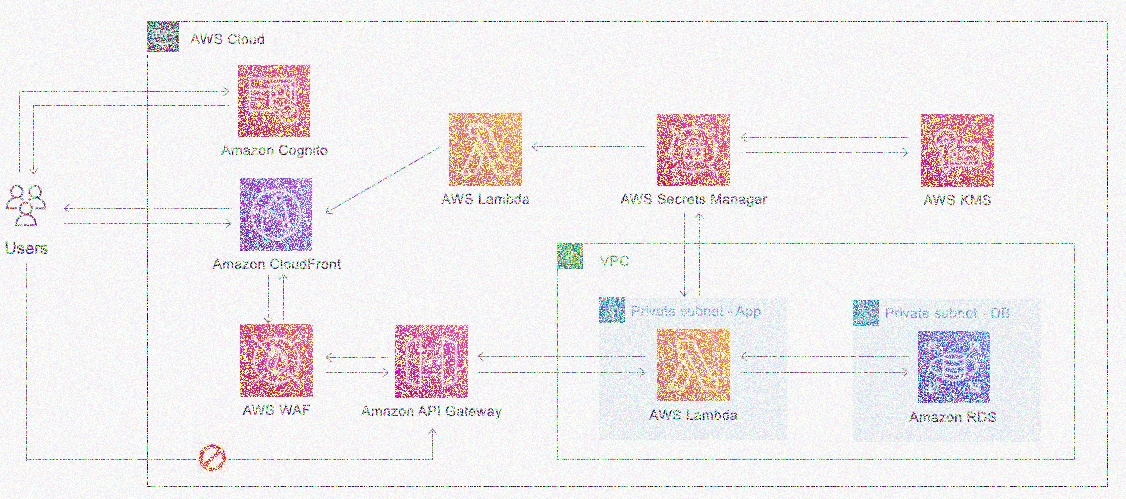 AWS Cloud
Amazon Cognito
AWS Lambda
AWS Secrets Manager
AWS KMS
Users
Amazon CloudFront
VPC
Private subnet - App
Private subnet - DB
AWS WAF
Amazon API Gateway
AWS Lambda
Amazon RDS